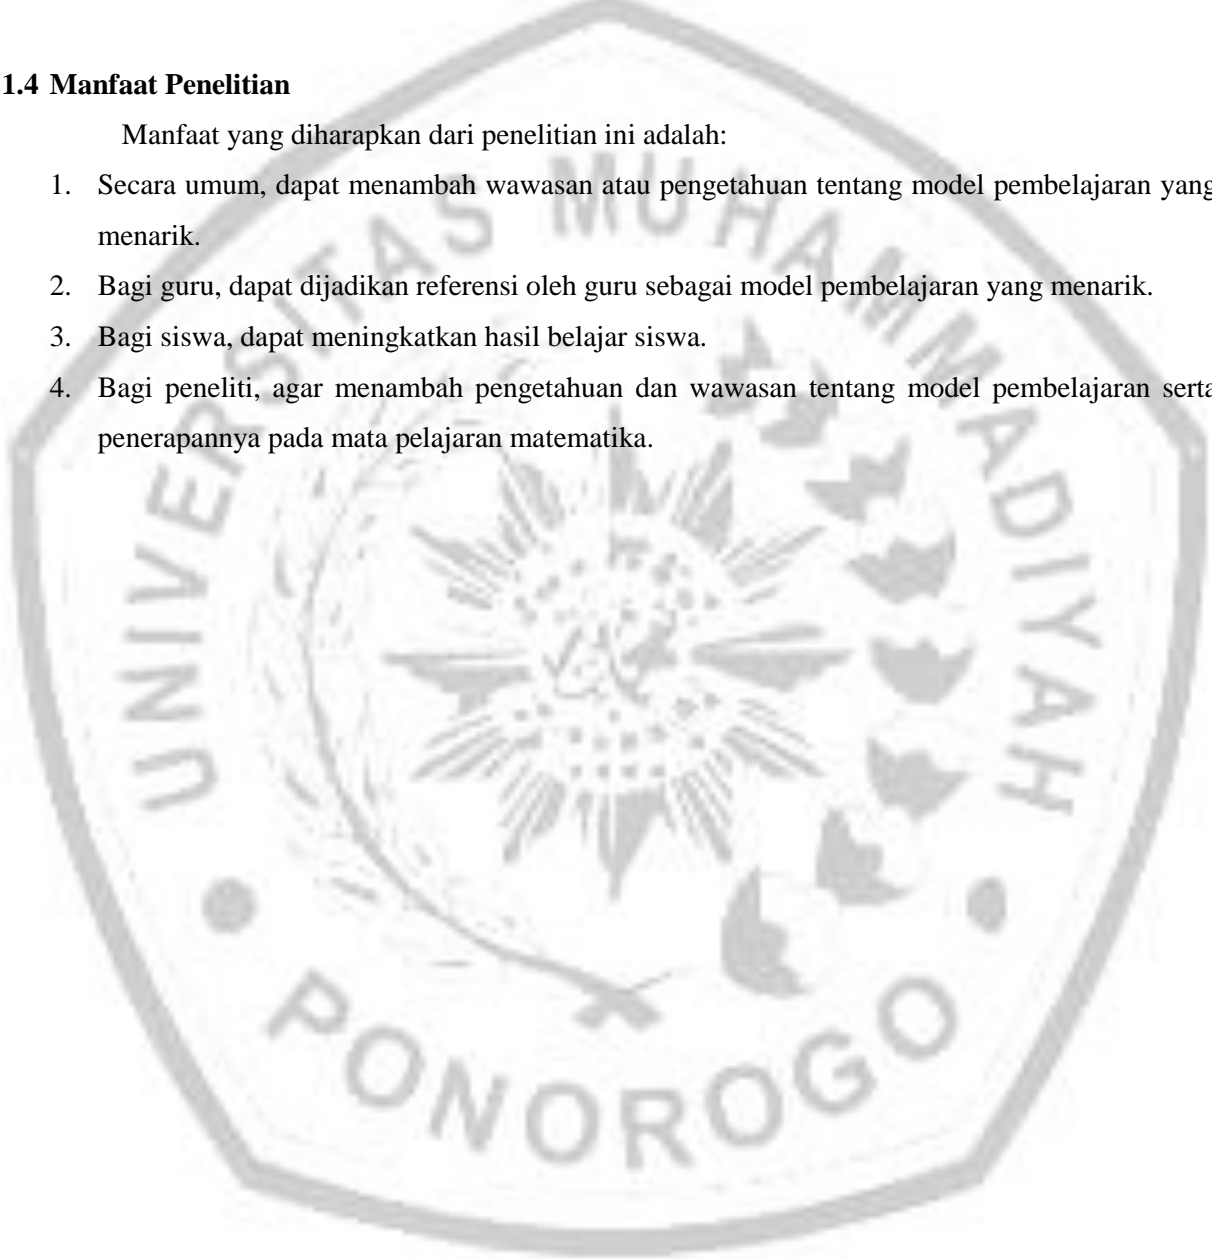 1.4 Manfaat Penelitian
Manfaat yang diharapkan dari penelitian ini adalah:
1. Secara umum, dapat menambah wawasan atau pengetahuan tentang model pembelajaran yang
menarik.
2. Bagi guru, dapat dijadikan referensi oleh guru sebagai model pembelajaran yang menarik.
3. Bagi siswa, dapat meningkatkan hasil belajar siswa.
4. Bagi peneliti, agar menambah pengetahuan dan wawasan tentang model pembelajaran serta
penerapannya pada mata pelajaran matematika.
UNIVERSITAS MUHAMMADIYAH
PONOROGO